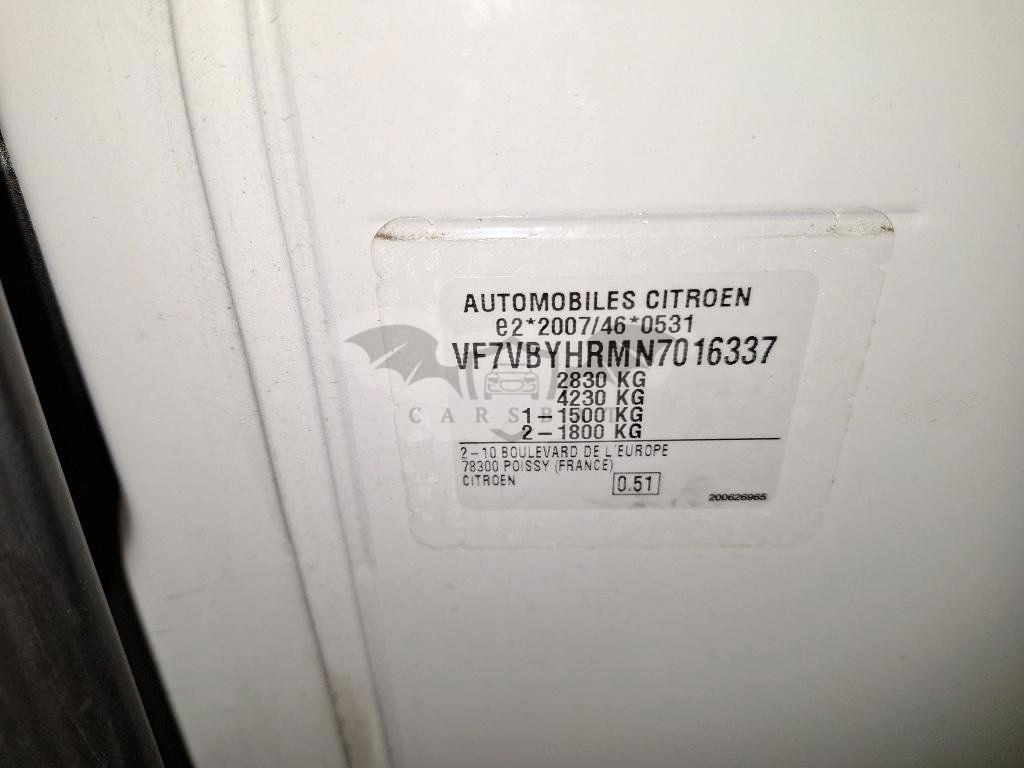 AUTOMOBILES CITROEN
e2*2007/46*0531
VF7VBYHRMN7016337
2830 KG
4230 KG
1-1500 KG
2-1800 KG
2-10 BOULEVARD DE L'EUROPE
78300 POISSY (FRANCE)
CITROEN
0.51
200626965